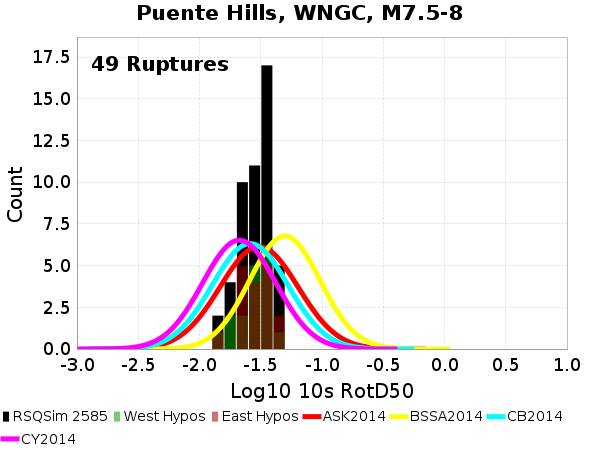 Puente Hills, WNGC, M7.5-8
49 Ruptures
Count
17.5
15.0
12.5
10.0
7.5
5.0
2.5
0.0
-3.0 -2.5 -2.0 -1.5 -1.0 -0.5 0.0 0.5 1.0
Log10 10s RotD50
RSQSim 2585 West Hypos East Hypos ASK2014 BSSA2014 CB2014
CY2014